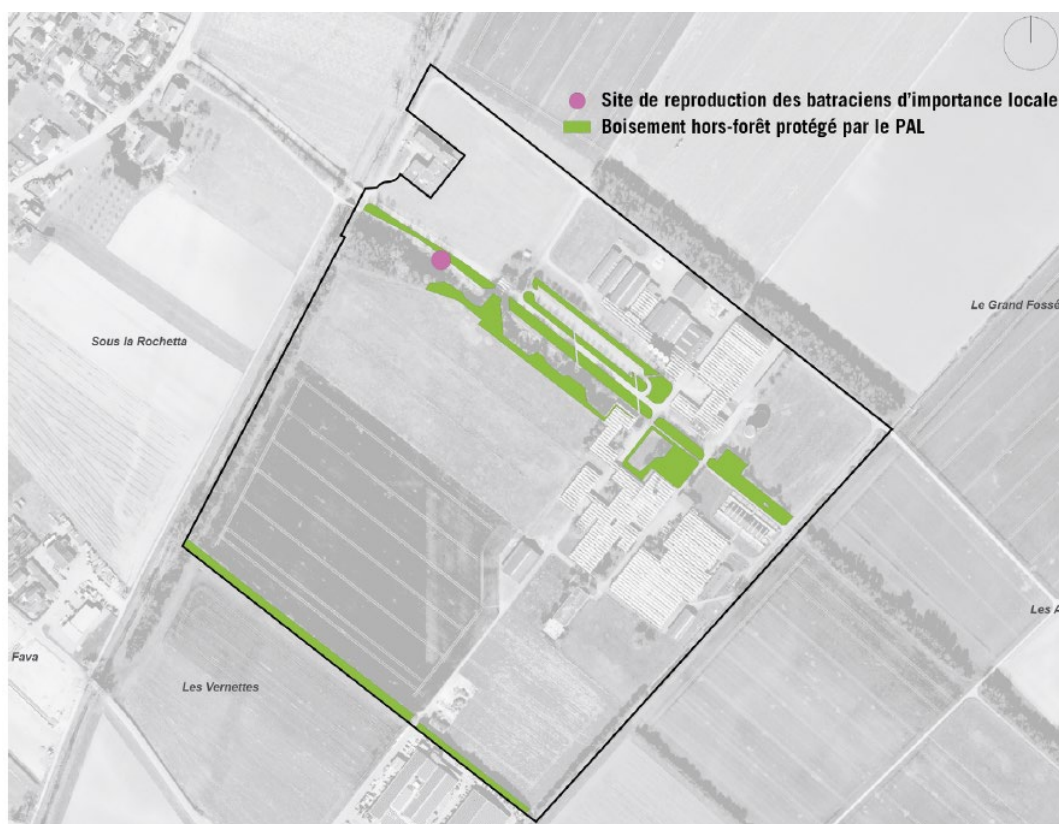 Site de reproduction des batraciens d'importance locale
Boisement hors-forêt protégé par le PAL
Le Grand Fossé
Sous la Rochetta
Les A
Fava
Les Vernettes